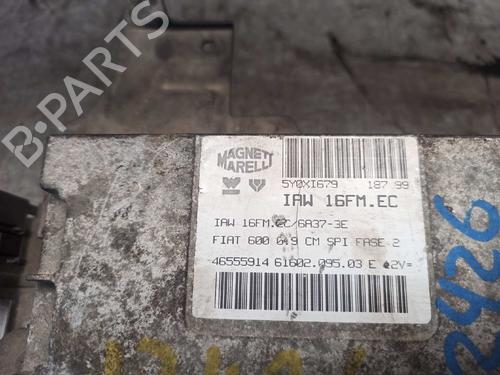 B-PARTS
MAGNETI
MARELLI
5Y0XI679 187 99
IAW 16FM.EC
IAW 16FM.EC/6A37-3E
FIAT 600 0.9 CM SPI FASE 2
46555914 61602.095.03 E 12V=
2426